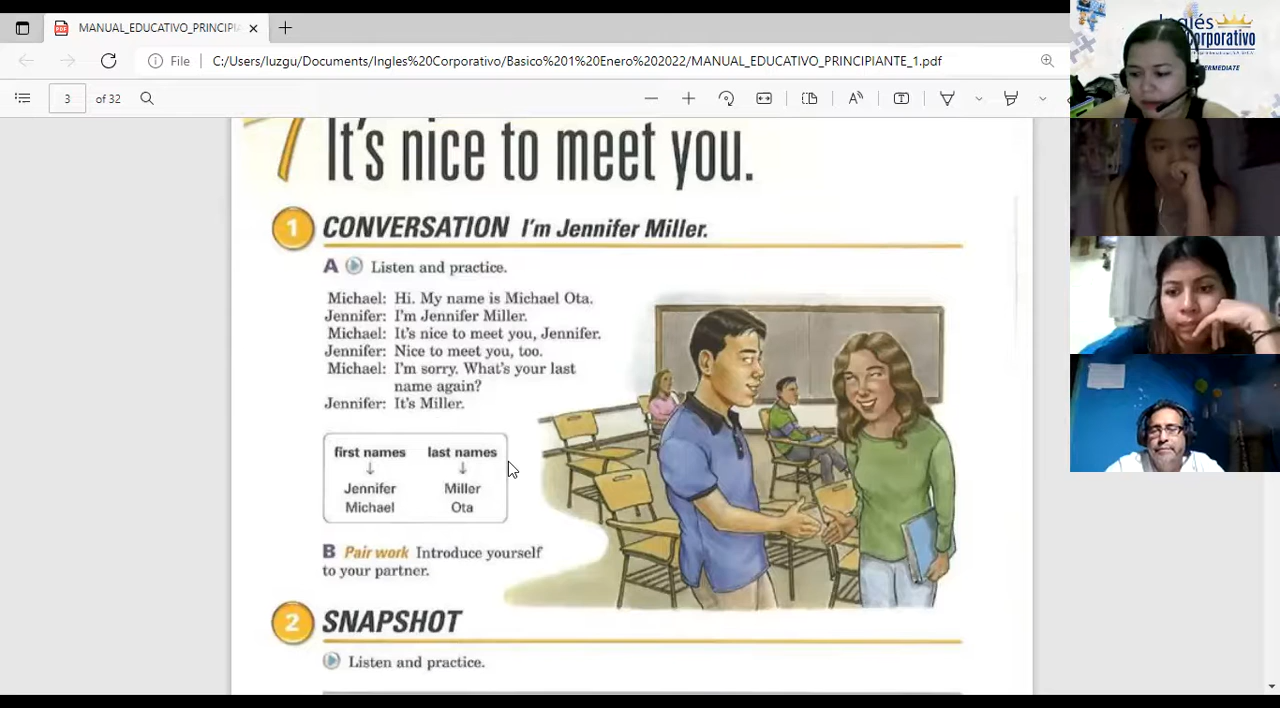 MANUAL_EDUCATIVO_PRINCIPI
File
C:/Users/luzgu/Documents/Ingles%20Corporativo/Basico%201%20Enero%202022/MANUAL_EDUCATIVO_PRINCIPIANTE_1.pdf
3 of 32
It's nice to meet you.
1 CONVERSATION I'm Jennifer Miller.
A Listen and practice.
Michael: Hi. My name is Michael Ota.
Jennifer: I'm Jennifer Miller.
Michael: It's nice to meet you, Jennifer.
Jennifer: Nice to meet you, too.
Michael: I'm sorry. What's your last
name again?
Jennifer: It's Miller.
first names last names
Jennifer Miller
Michael Ota
B Pair work Introduce yourself
to your partner.
2 SNAPSHOT
Listen and practice.
Inglés
Corporativo